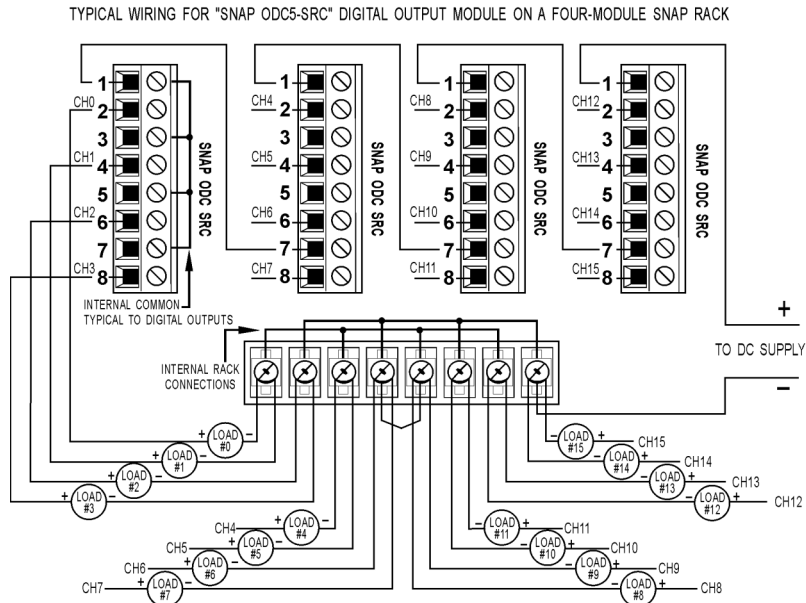 TYPICAL WIRING FOR "SNAP ODC5-SRC" DIGITAL OUTPUT MODULE ON A FOUR-MODULE SNAP RACK
1
2
3
4
5
6
7
8
CH0
CH1
CH2
CH3
SNAP ODC SRC
1
2
3
4
5
6
7
8
CH4
CH5
CH6
CH7
SNAP ODC SRC
1
2
3
4
5
6
7
8
CH8
CH9
CH10
CH11
SNAP ODC SRC
1
2
3
4
5
6
7
8
CH12
CH13
CH14
CH15
SNAP ODC SRC
INTERNAL COMMON
TYPICAL TO DIGITAL OUTPUTS
INTERNAL RACK
CONNECTIONS
+
TO DC SUPPLY
−
+ LOAD #0 -
+ LOAD #1 -
+ LOAD #2 -
+ LOAD #3 -
CH4 + LOAD #4 -
CH5 + LOAD #5 -
CH6 + LOAD #6 -
CH7 + LOAD #7 -
- LOAD #15 + CH15
- LOAD #14 + CH14
- LOAD #13 + CH13
- LOAD #12 + CH12
- LOAD #11 + CH11
- LOAD #10 + CH10
- LOAD #9 + CH9
- LOAD #8 + CH8